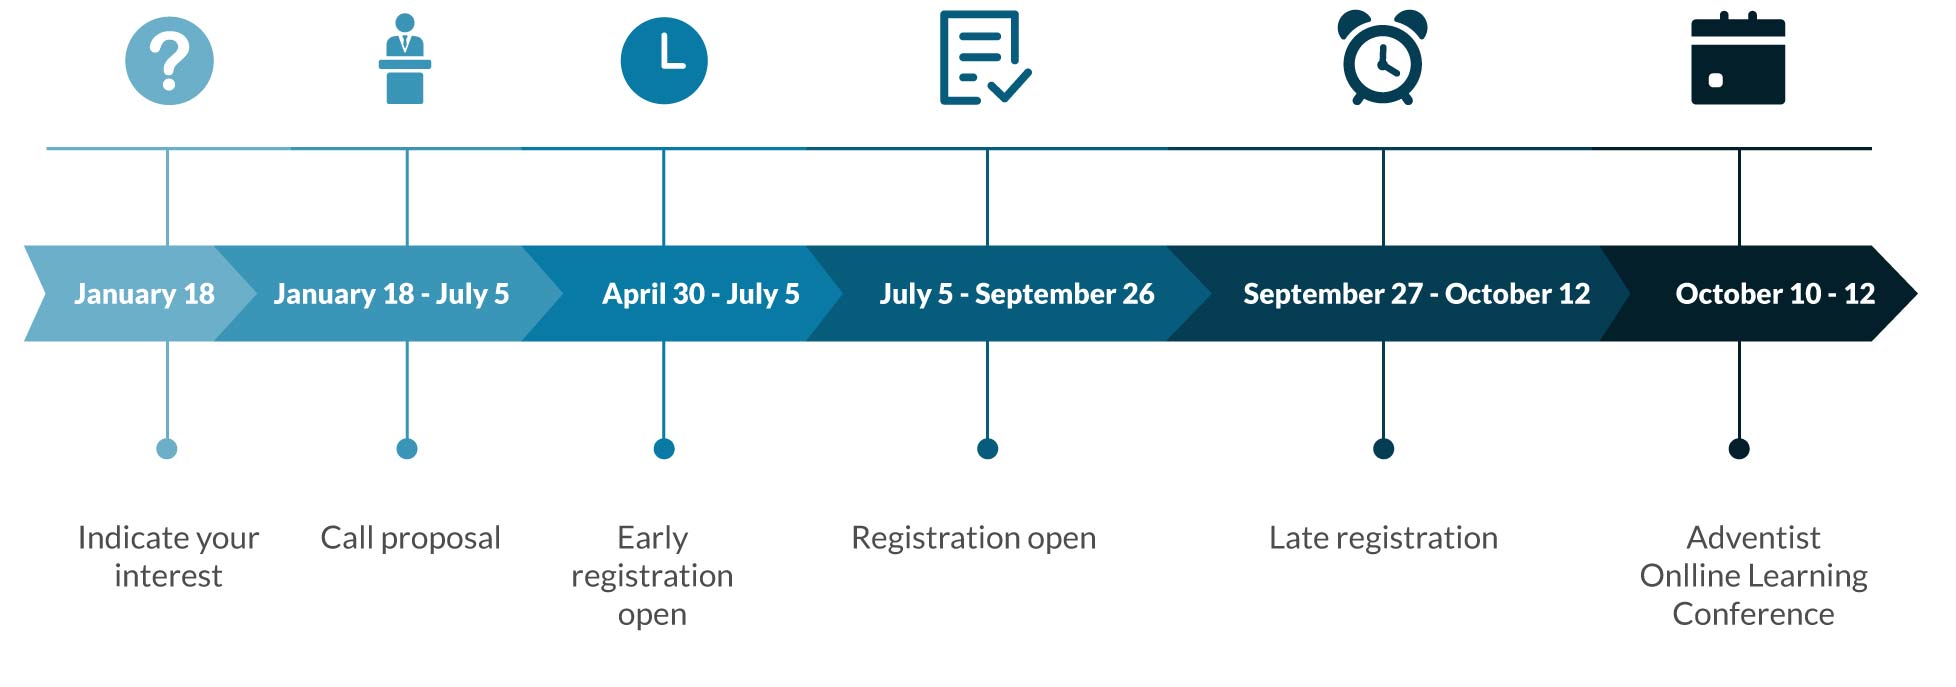 January 18
January 18 - July 5
April 30 - July 5
July 5 - September 26
September 27 - October 12
October 10 - 12
Indicate your
interest
Call proposal
Early
registration
open
Registration open
Late registration
Adventist
Onlline Learning
Conference